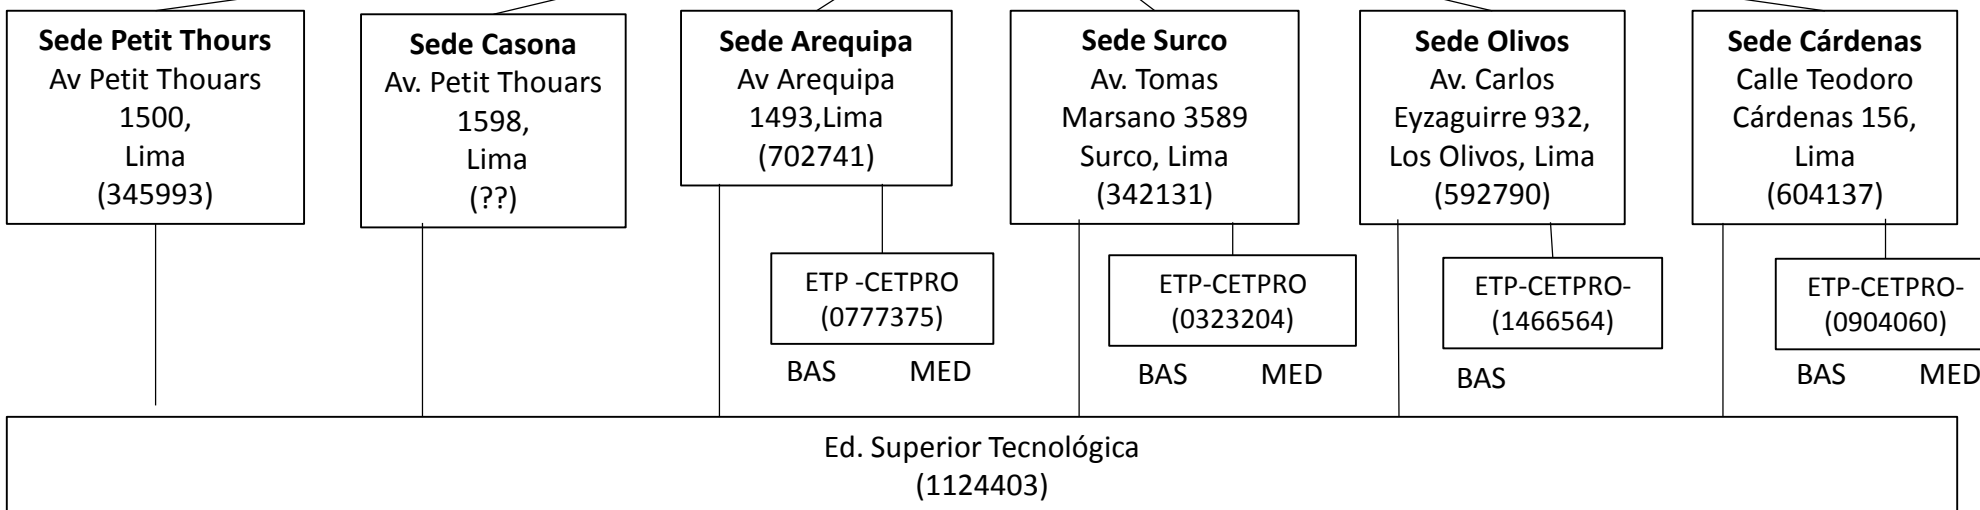 Sede Petit Thours
Av Petit Thouars
1500,
Lima
(345993)
Sede Casona
Av. Petit Thouars
1598,
Lima
(??)
Sede Arequipa
Av Arequipa
1493,Lima
(702741)
Sede Surco
Av. Tomas
Marsano 3589
Surco, Lima
(342131)
Sede Olivos
Av. Carlos
Eyzaguirre 932,
Los Olivos, Lima
(592790)
Sede Cárdenas
Calle Teodoro
Cárdenas 156,
Lima
(604137)
ETP -CETPRO
(0777375)
BAS MED
ETP-CETPRO
(0323204)
BAS MED
ETP-CETPRO-
(1466564)
BAS
ETP-CETPRO-
(0904060)
BAS MED
Ed. Superior Tecnológica
(1124403)